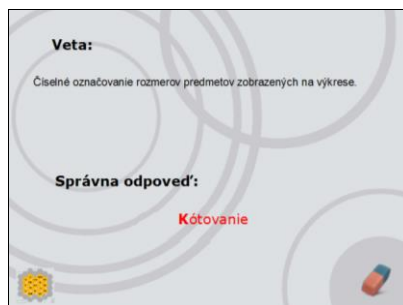 Veta:
Číselné označovanie rozmerov predmetov zobrazených na výkrese.
Správna odpoveď:
Kótovanie